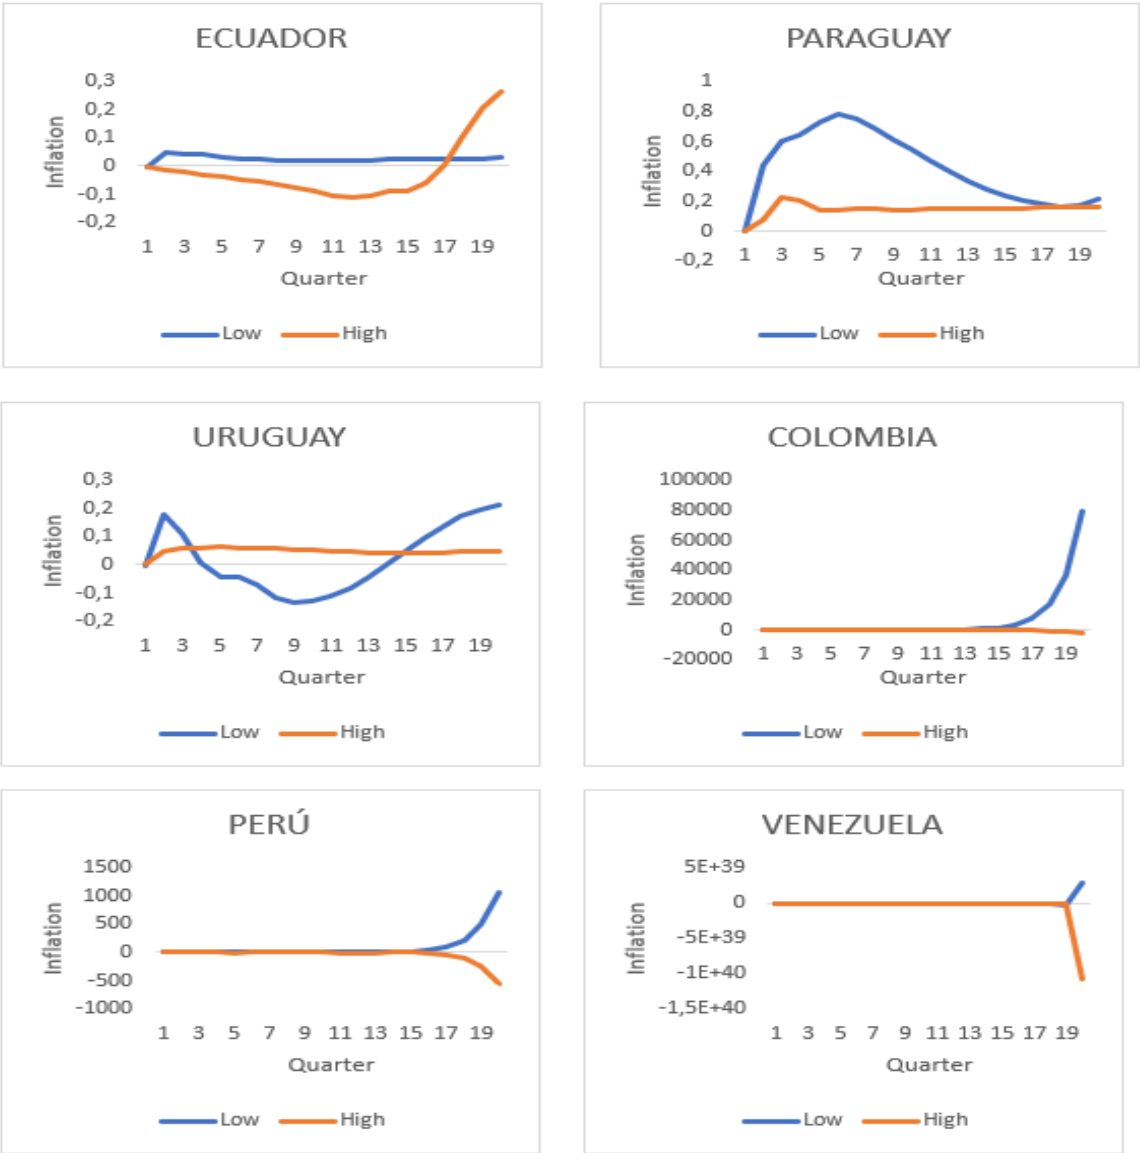 ECUADOR
0,3
0,2
0,1
0
-0,1
-0,2
Inflation
1 3 5 7 9 11 13 15 17 19
Quarter
Low High
PARAGUAY
1
0,8
0,6
0,4
0,2
0
-0,2
Inflation
1 3 5 7 9 11 13 15 17 19
Quarter
Low High
URUGUAY
0,3
0,2
0,1
0
-0,1
-0,2
Inflation
1 3 5 7 9 11 13 15 17 19
Quarter
Low High
COLOMBIA
100000
80000
60000
40000
20000
0
-20000
Inflation
1 3 5 7 9 11 13 15 17 19
Quarter
Low High
PERÚ
1500
1000
500
0
-500
-1000
Inflation
1 3 5 7 9 11 13 15 17 19
Quarter
Low High
VENEZUELA
5E+39
0
-5E+39
-1E+40
-1,5E+40
Inflation
1 3 5 7 9 11 13 15 17 19
Quarter
Low High